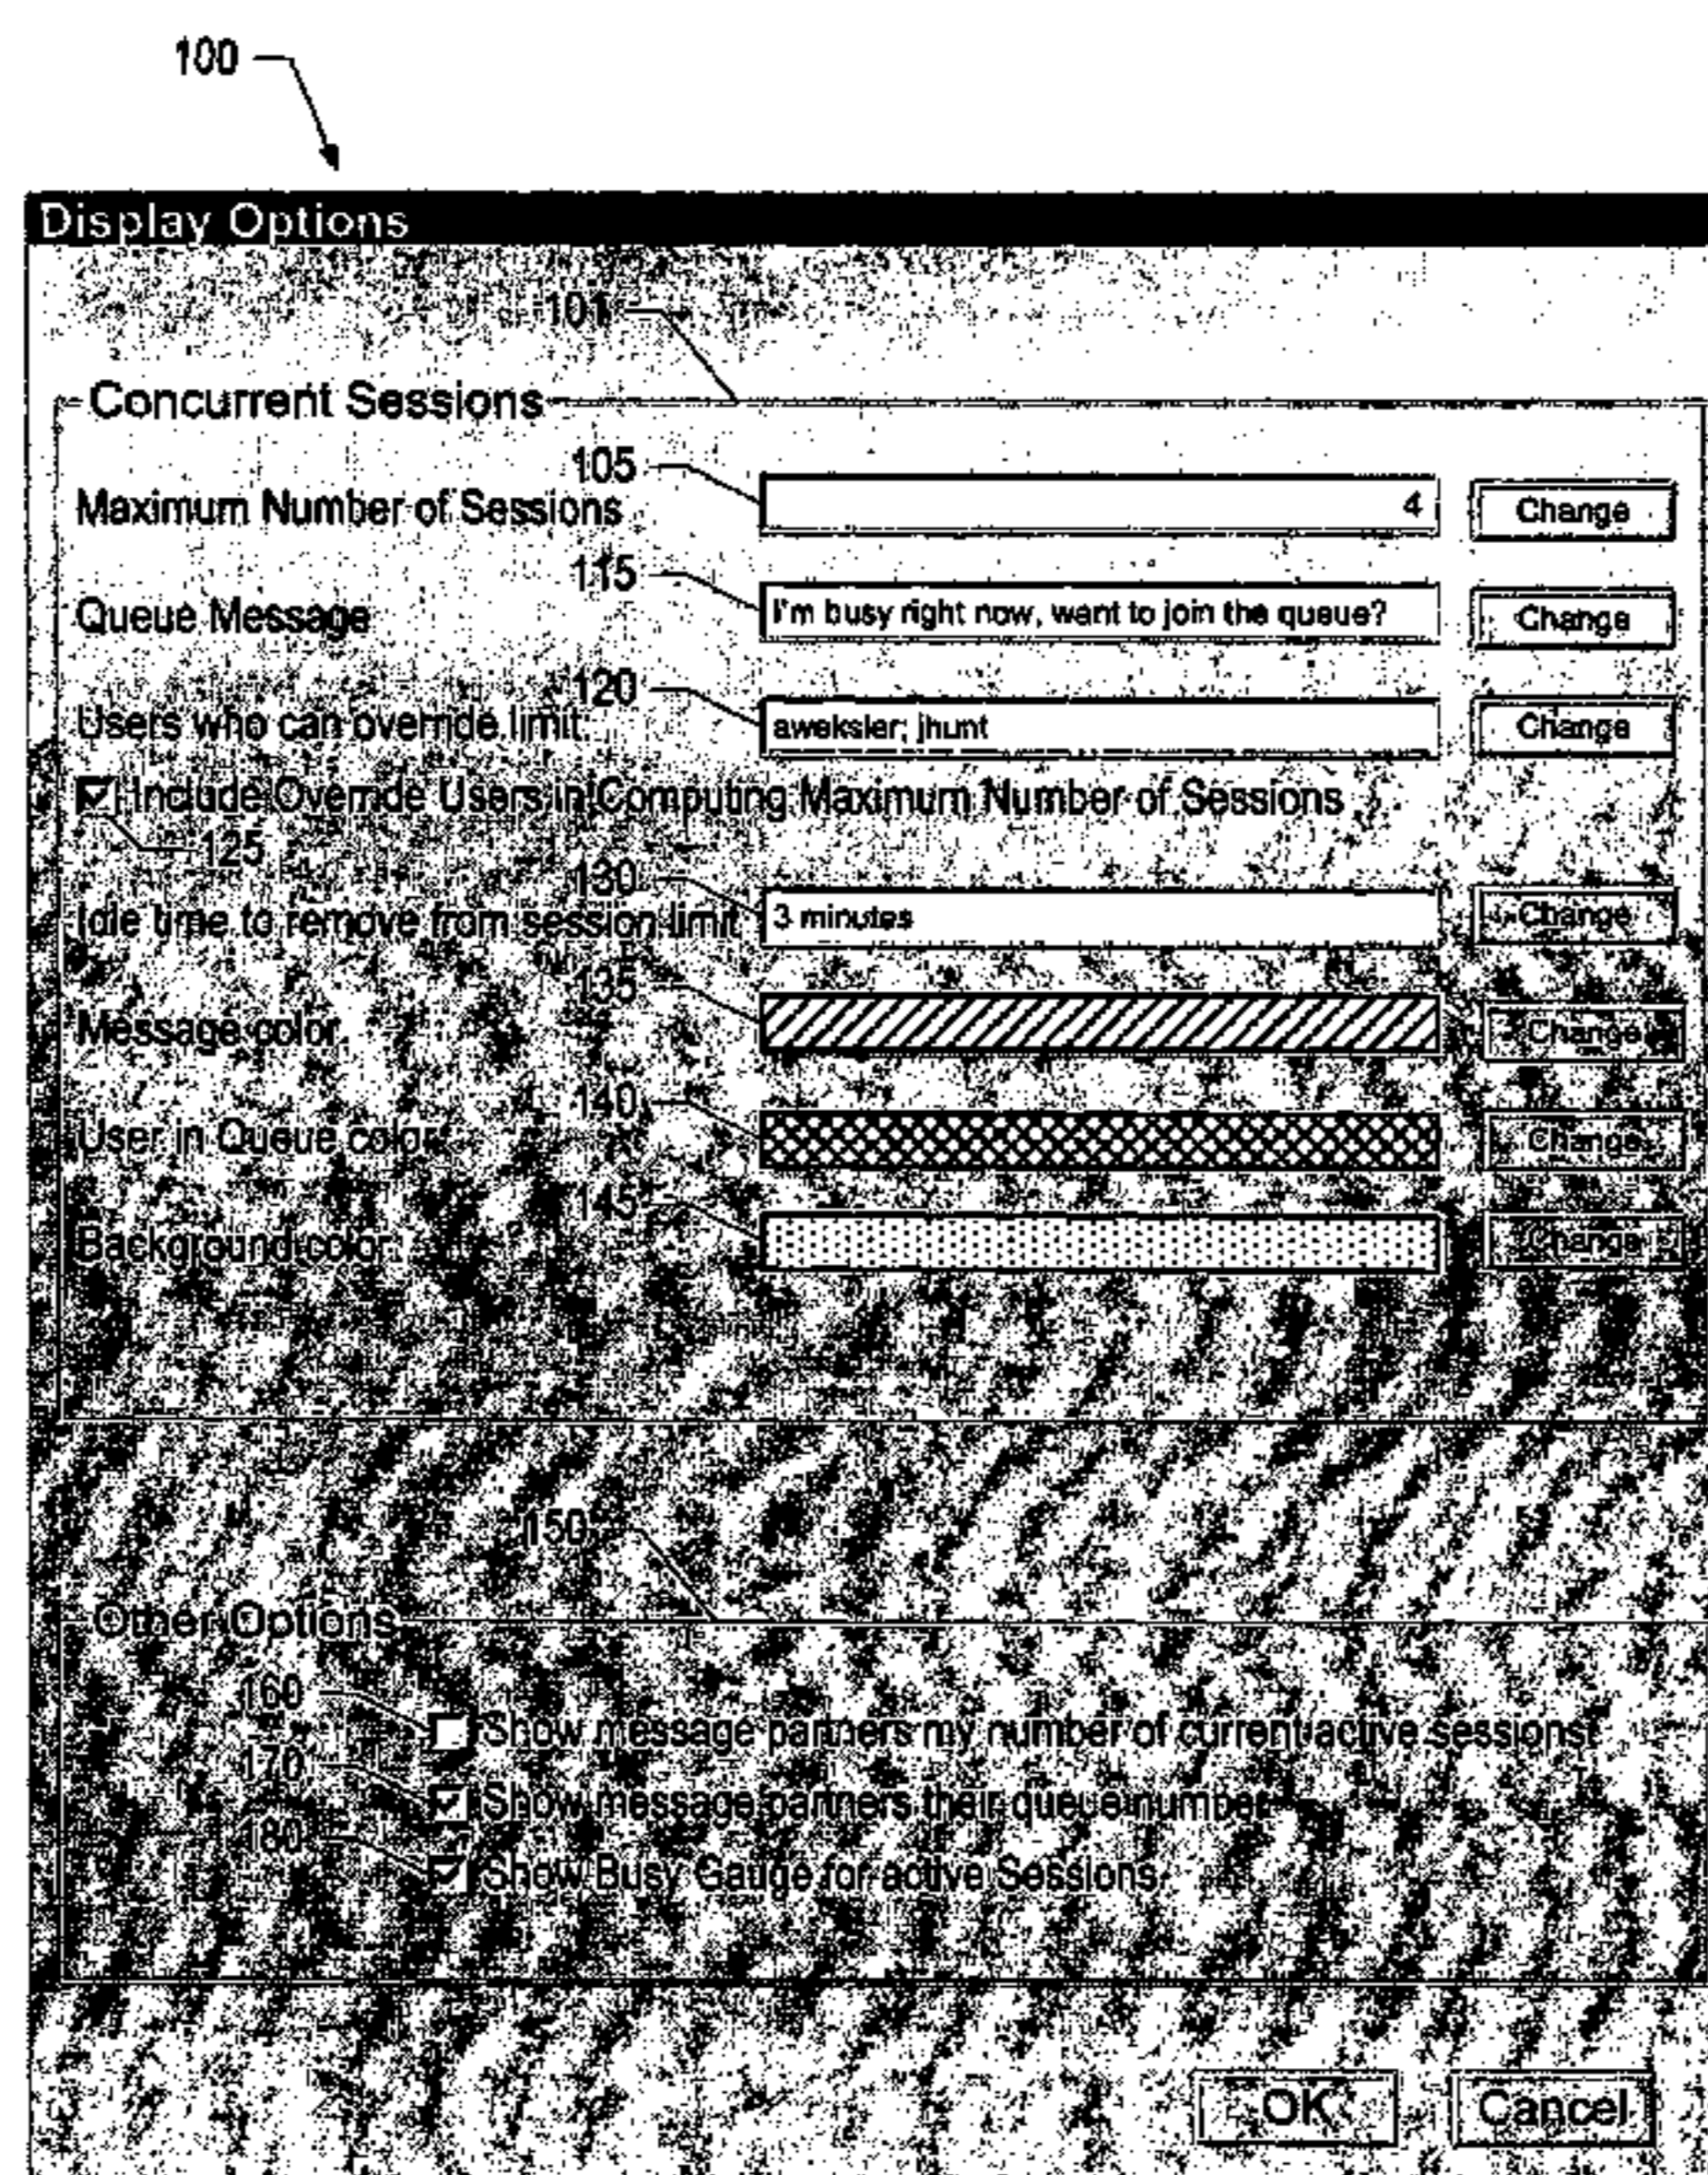 100
Display Options
101
Concurrent Sessions
105
Maximum Number of Sessions 4 Change
115
Queue Message I'm busy right now, want to join the queue? Change
120
Users who can override limit: aweksler; jhunt Change
Include Override Users in Computing Maximum Number of Sessions
125
130
Idle time to remove from session limit 3 minutes Change
135
Message color Change
140
User in Queue color Change
145
Background color Change
150
Other Options
160
Show message partners my number of current active sessions
170
Show message partners their queue number
180
Show Busy Gauge for active Sessions
OK Cancel